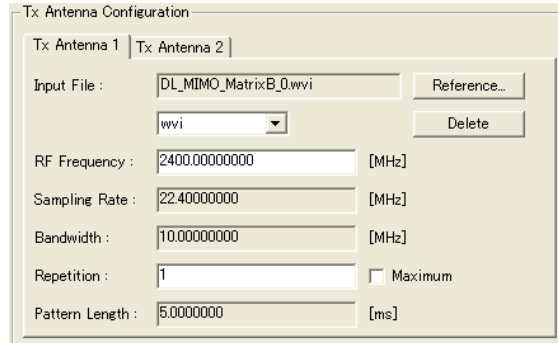 Tx Antenna Configuration
Tx Antenna 1 Tx Antenna 2
Input File : DL_MIMO_MatrixB_0.wvi Reference...
wvi Delete
RF Frequency : 2400.00000000 [MHz]
Sampling Rate : 22.40000000 [MHz]
Bandwidth : 10.00000000 [MHz]
Repetition : 1 Maximum
Pattern Length : 5.0000000 [ms]